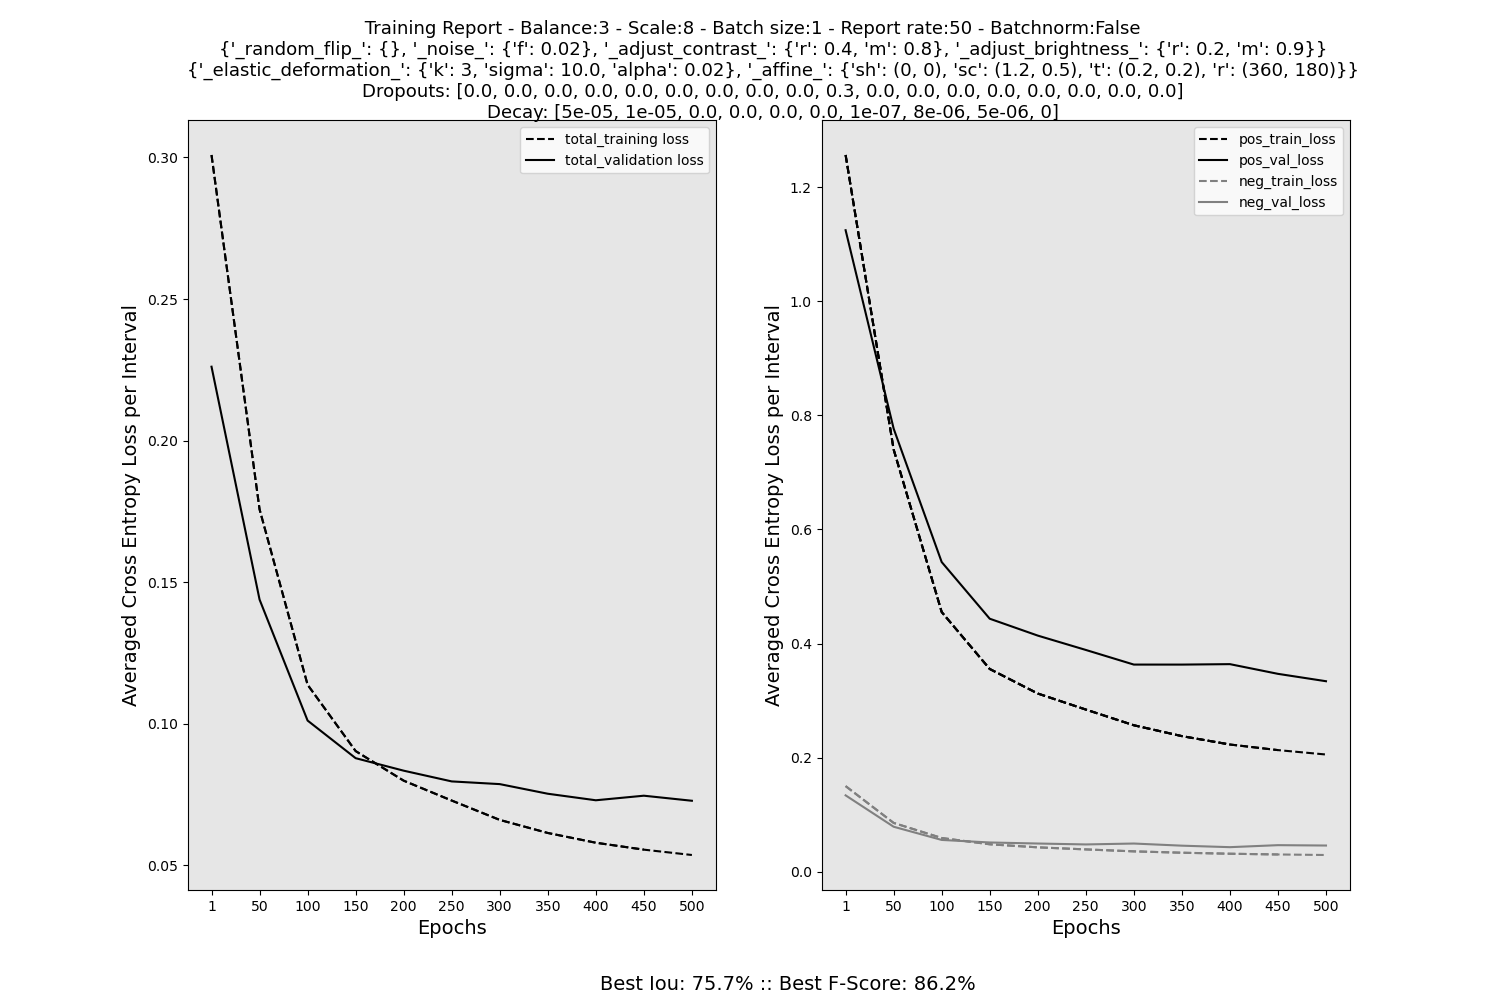 Training Report - Balance:3 - Scale:8 - Batch size:1 - Report rate:50 - Batchnorm:False
{'_random_flip_': {}, '_noise_': {'f': 0.02}, '_adjust_contrast_': {'r': 0.4, 'm': 0.8}, '_adjust_brightness_': {'r': 0.2, 'm': 0.9}}
{'_elastic_deformation_': {'k': 3, 'sigma': 10.0, 'alpha': 0.02}, '_affine_': {'sh': (0, 0), 'sc': (1.2, 0.5), 't': (0.2, 0.2), 'r': (360, 180)}}
Dropouts: [0.0, 0.0, 0.0, 0.0, 0.0, 0.0, 0.0, 0.0, 0.0, 0.3, 0.0, 0.0, 0.0, 0.0, 0.0, 0.0, 0.0, 0.0]
Decay: [5e-05, 1e-05, 0.0, 0.0, 0.0, 0.0, 1e-07, 8e-06, 5e-06, 0]
total_training loss
total_validation loss
0.30
0.25
0.20
0.15
0.10
0.05
Averaged Cross Entropy Loss per Interval
1 50 100 150 200 250 300 350 400 450 500
Epochs
pos_train_loss
pos_val_loss
neg_train_loss
neg_val_loss
1.2
1.0
0.8
0.6
0.4
0.2
0.0
Averaged Cross Entropy Loss per Interval
1 50 100 150 200 250 300 350 400 450 500
Epochs
Best Iou: 75.7% :: Best F-Score: 86.2%